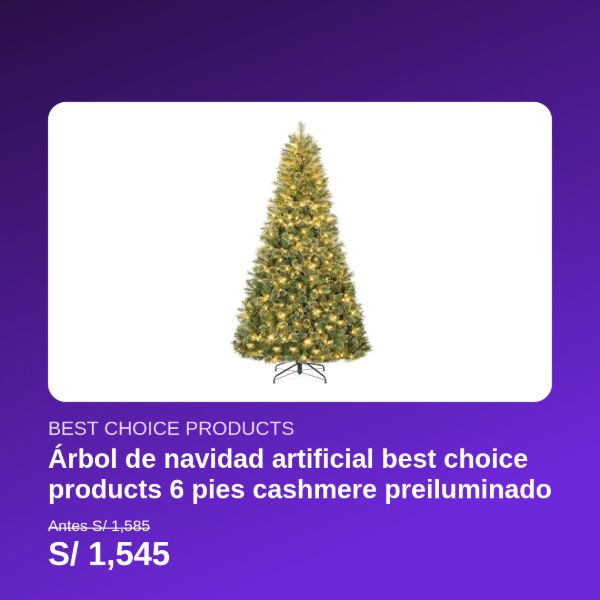 BEST CHOICE PRODUCTS
Árbol de navidad artificial best choice
products 6 pies cashmere preiluminado
Antes S/ 1,585
S/ 1,545